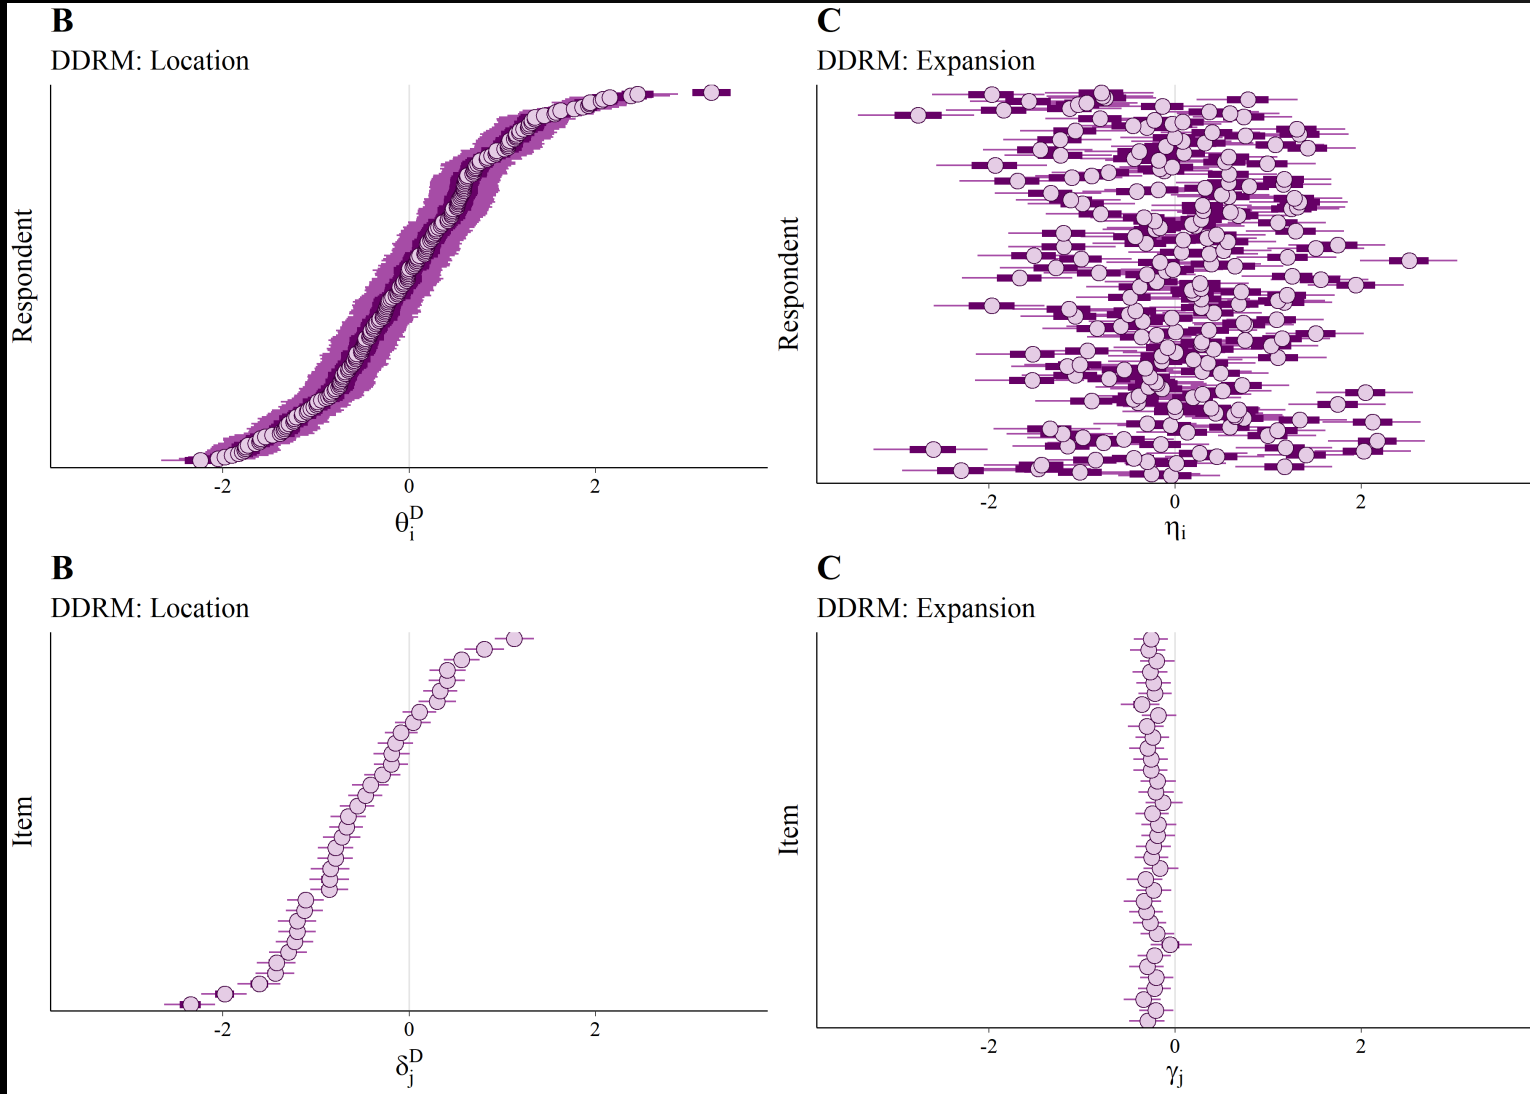 B
DDRM: Location
Respondent
-2 0 2
θ_i^D
C
DDRM: Expansion
Respondent
-2 0 2
η_i
B
DDRM: Location
Item
-2 0 2
δ_j^D
C
DDRM: Expansion
Item
-2 0 2
γ_j